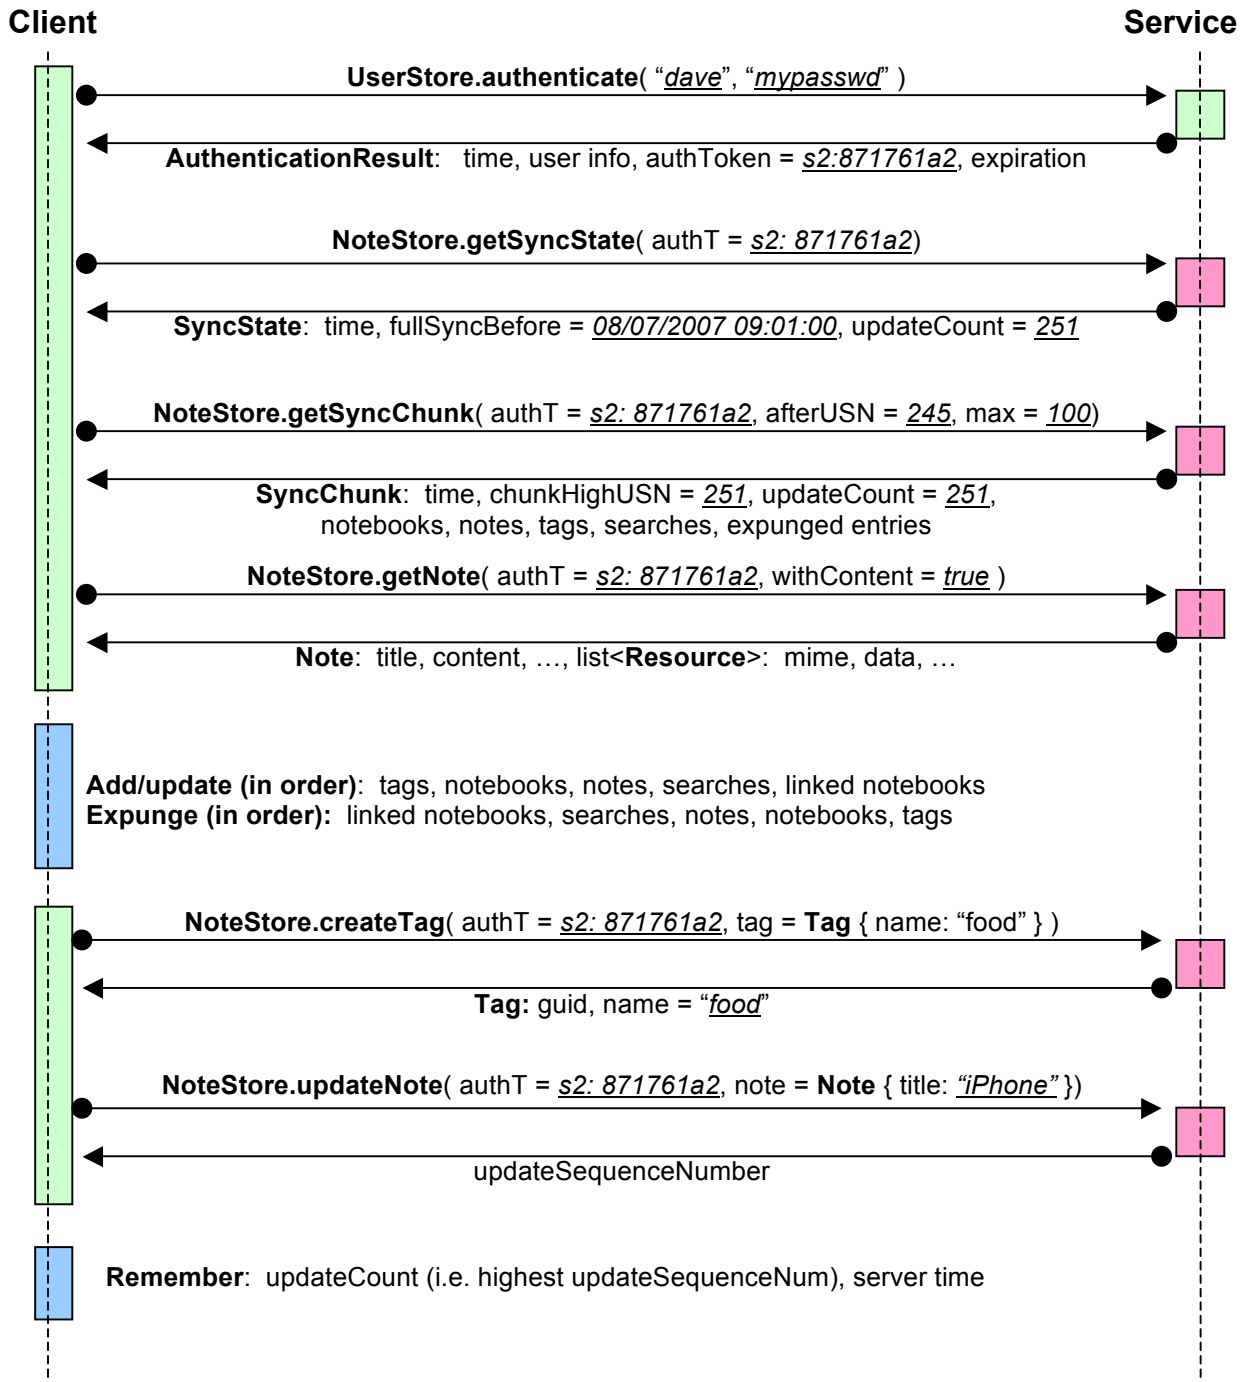 Client
Service
UserStore.authenticate( “dave”, “mypasswd” )
AuthenticationResult:   time, user info, authToken = s2:871761a2, expiration
NoteStore.getSyncState( authT = s2: 871761a2)
SyncState:  time, fullSyncBefore = 08/07/2007 09:01:00, updateCount = 251
NoteStore.getSyncChunk( authT = s2: 871761a2, afterUSN = 245, max = 100)
SyncChunk:  time, chunkHighUSN = 251, updateCount = 251,
notebooks, notes, tags, searches, expunged entries
NoteStore.getNote( authT = s2: 871761a2, withContent = true )
Note:  title, content, …, list<Resource>:  mime, data, …
Add/update (in order):  tags, notebooks, notes, searches, linked notebooks
Expunge (in order):  linked notebooks, searches, notes, notebooks, tags
NoteStore.createTag( authT = s2: 871761a2, tag = Tag { name: “food” } )
Tag: guid, name = “food”
NoteStore.updateNote( authT = s2: 871761a2, note = Note { title: “iPhone” })
updateSequenceNumber
Remember:  updateCount (i.e. highest updateSequenceNum), server time